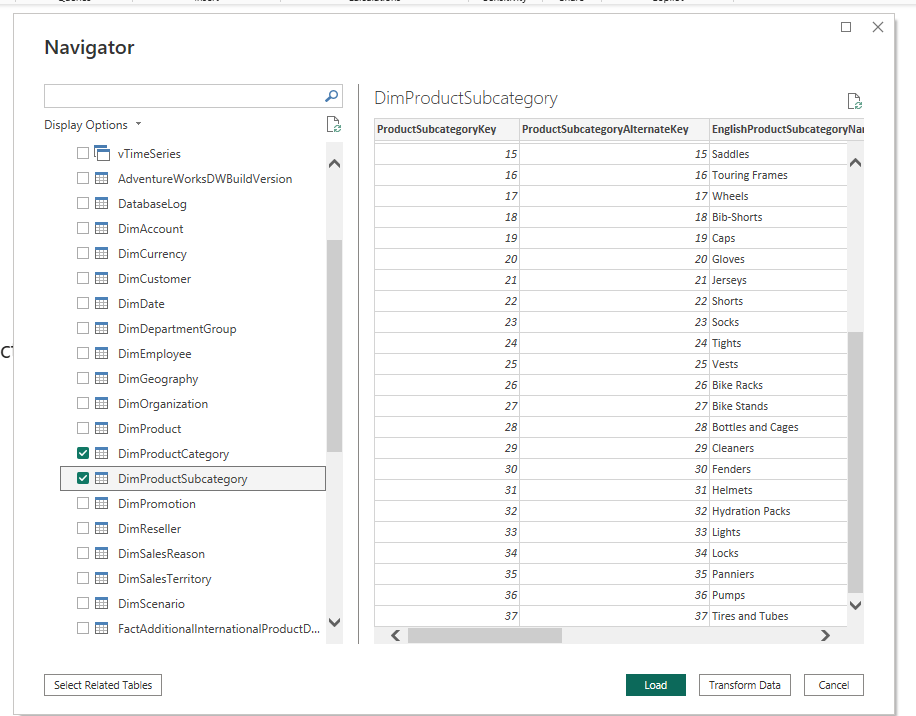 Navigator
Display Options
vTimeSeries
AdventureWorksDWBuildVersion
DatabaseLog
DimAccount
DimCurrency
DimCustomer
DimDate
DimDepartmentGroup
DimEmployee
DimGeography
DimOrganization
DimProduct
DimProductCategory
DimProductSubcategory
DimPromotion
DimReseller
DimSalesReason
DimSalesTerritory
DimScenario
FactAdditionalInternationalProductD...
DimProductSubcategory
ProductSubcategoryKey ProductSubcategoryAlternateKey EnglishProductSubcategoryNa
15 15 Saddles
16 16 Touring Frames
17 17 Wheels
18 18 Bib-Shorts
19 19 Caps
20 20 Gloves
21 21 Jerseys
22 22 Shorts
23 23 Socks
24 24 Tights
25 25 Vests
26 26 Bike Racks
27 27 Bike Stands
28 28 Bottles and Cages
29 29 Cleaners
30 30 Fenders
31 31 Helmets
32 32 Hydration Packs
33 33 Lights
34 34 Locks
35 35 Panniers
36 36 Pumps
37 37 Tires and Tubes
Select Related Tables Load Transform Data Cancel